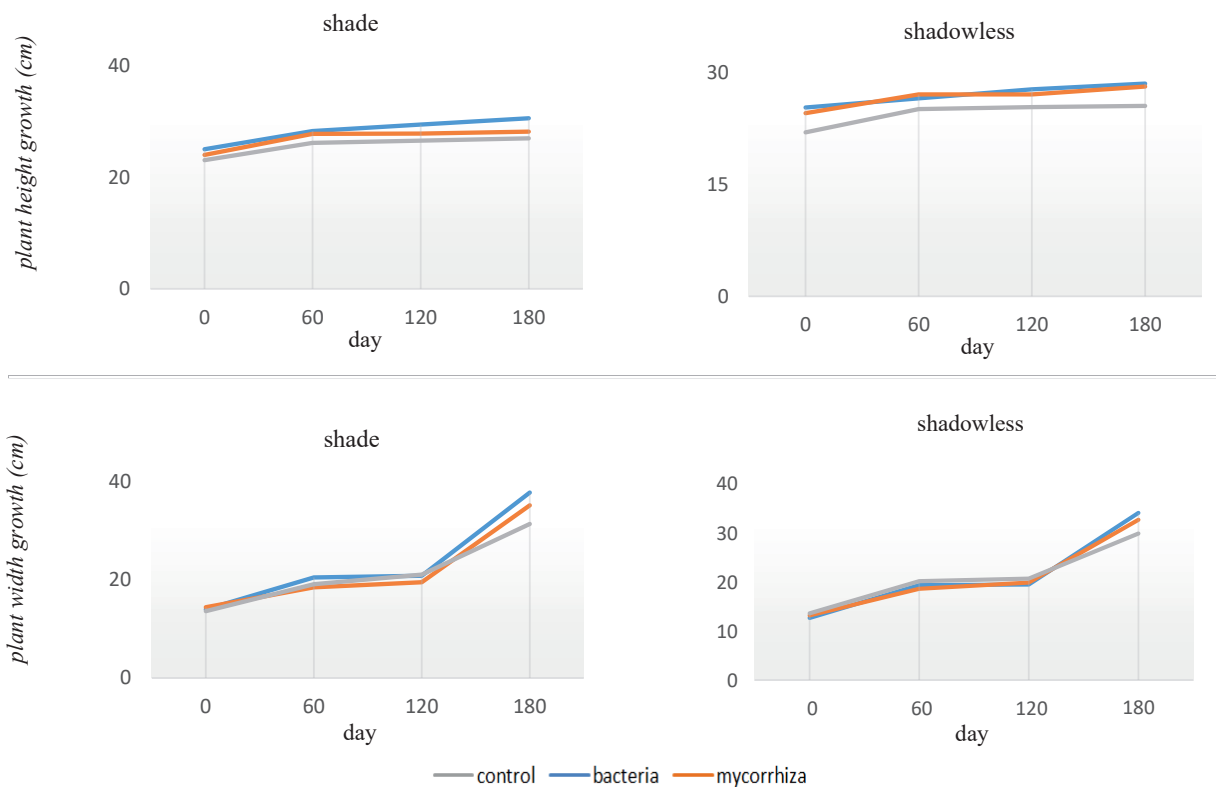 shade
plant height growth (cm)
40
20
0
0 60 120 180
day
shadowless
30
15
0
0 60 120 180
day
shade
plant width growth (cm)
40
20
0
0 60 120 180
day
shadowless
40
30
20
10
0
0 60 120 180
day
control bacteria mycorrhiza